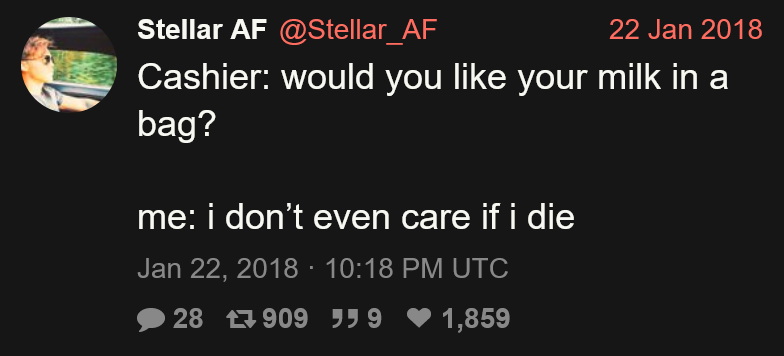 Stellar AF @Stellar_AF 22 Jan 2018
Cashier: would you like your milk in a
bag?
me: i don’t even care if i die
Jan 22, 2018 · 10:18 PM UTC
28 909 9 1,859